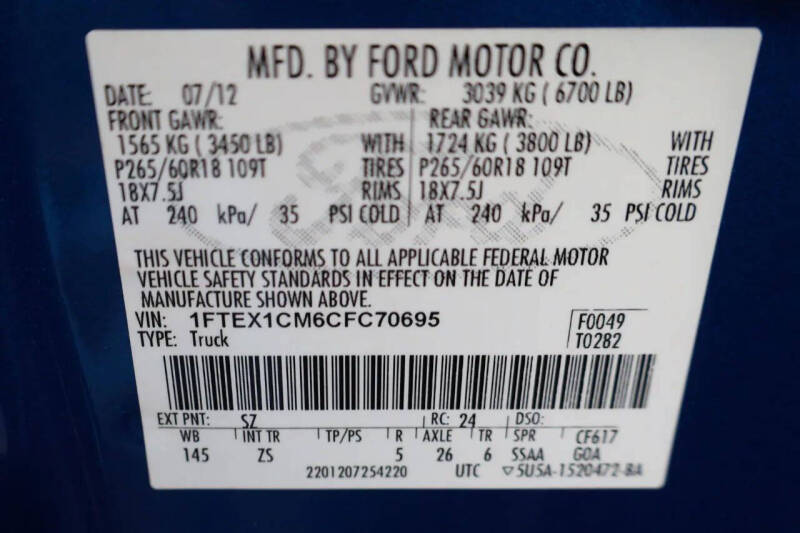 MFD. BY FORD MOTOR CO.
DATE: 07/12 GVWR: 3039 KG ( 6700 LB)
FRONT GAWR: REAR GAWR:
1565 KG ( 3450 LB) WITH 1724 KG ( 3800 LB) WITH
P265/60R18 109T TIRES P265/60R18 109T TIRES
18X7.5J RIMS 18X7.5J RIMS
AT 240 kPa/ 35 PSI COLD AT 240 kPa/ 35 PSI COLD
THIS VEHICLE CONFORMS TO ALL APPLICABLE FEDERAL MOTOR
VEHICLE SAFETY STANDARDS IN EFFECT ON THE DATE OF
MANUFACTURE SHOWN ABOVE.
VIN: 1FTEX1CM6CFC70695 F0049
TYPE: Truck T0282
EXT PNT: SZ RC: 24 DSO:
WB INT TR TP/PS R AXLE TR SPR CF617
145 ZS 5 26 6 SSAA GOA
2201207254220 UTC ▽5U5A-1520472-BA